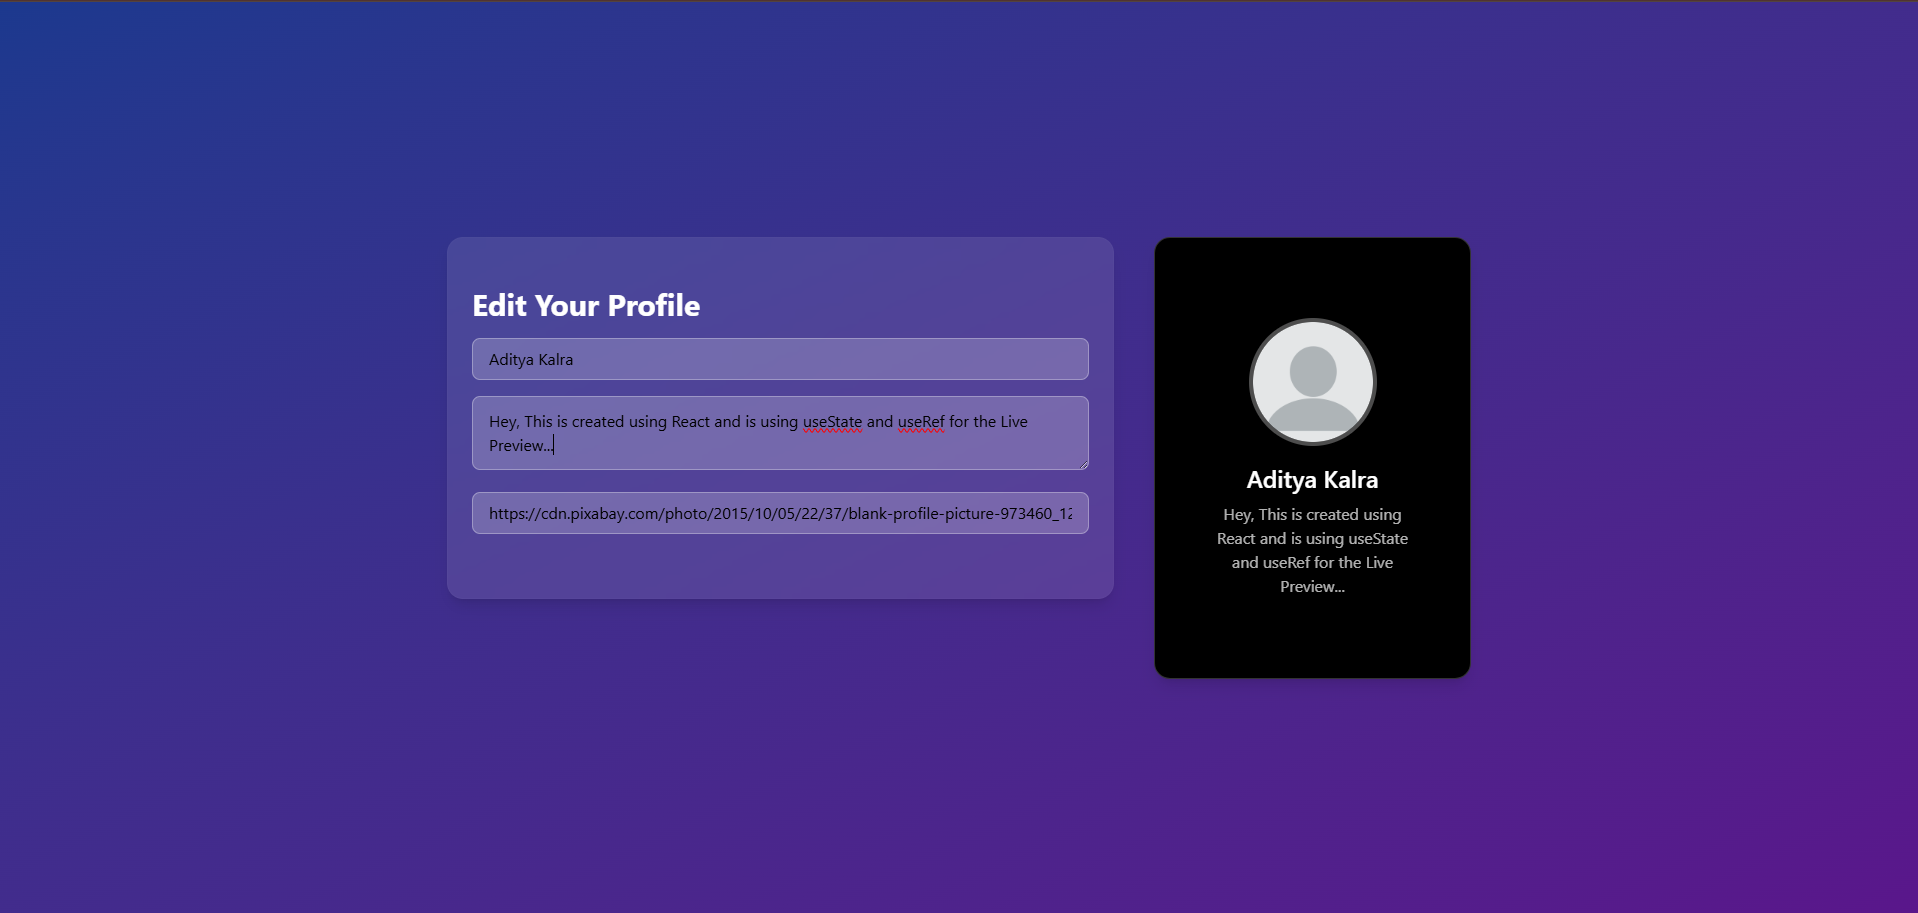 Edit Your Profile
Aditya Kalra
Hey, This is created using React and is using useState and useRef for the Live
Preview...
https://cdn.pixabay.com/photo/2015/10/05/22/37/blank-profile-picture-973460_12
Aditya Kalra
Hey, This is created using
React and is using useState
and useRef for the Live
Preview...